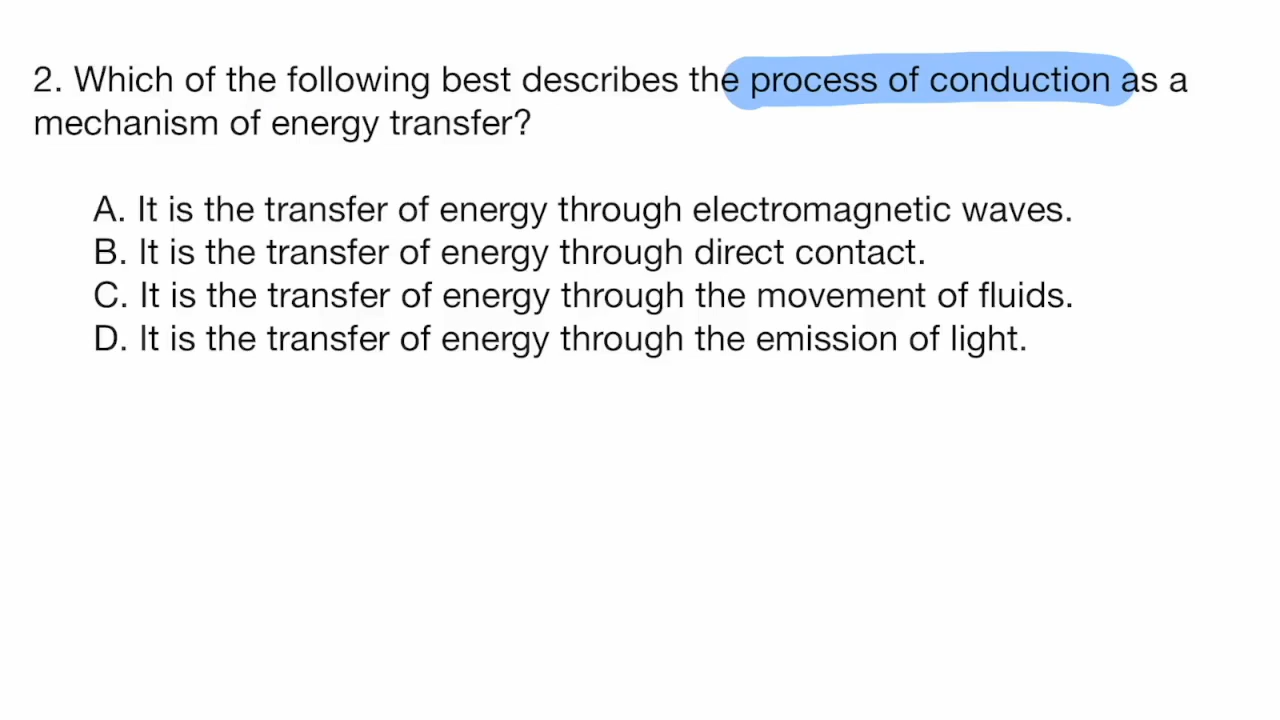 2. Which of the following best describes the process of conduction as a
mechanism of energy transfer?
A. It is the transfer of energy through electromagnetic waves.
B. It is the transfer of energy through direct contact.
C. It is the transfer of energy through the movement of fluids.
D. It is the transfer of energy through the emission of light.